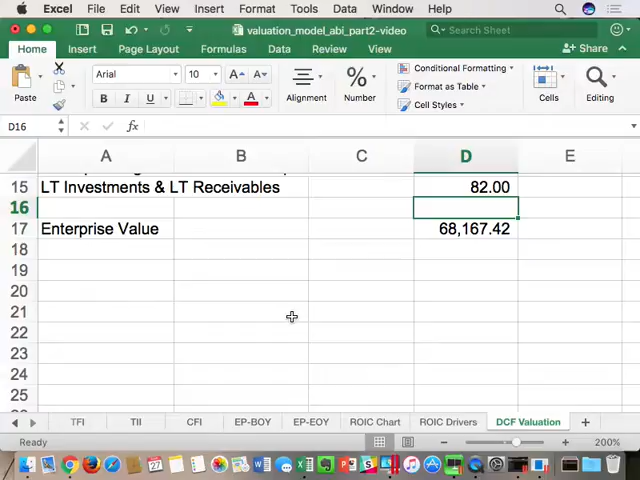 Excel File Edit View Insert Format Tools Data Window Help
valuation_model_abi_part2-video
Search Sheet
Home Insert Page Layout Formulas Data Review View Share
Paste
Arial 10
B I U A
Alignment
%
Number
Conditional Formatting
Format as Table
Cell Styles
Cells
Editing
D16 fx
A B C D E
15 LT Investments & LT Receivables 82.00
16
17 Enterprise Value 68,167.42
18
19
20
21
22
23
24
25
TFI TII CFI EP-BOY EP-EOY ROIC Chart ROIC Drivers DCF Valuation +
Ready 200%